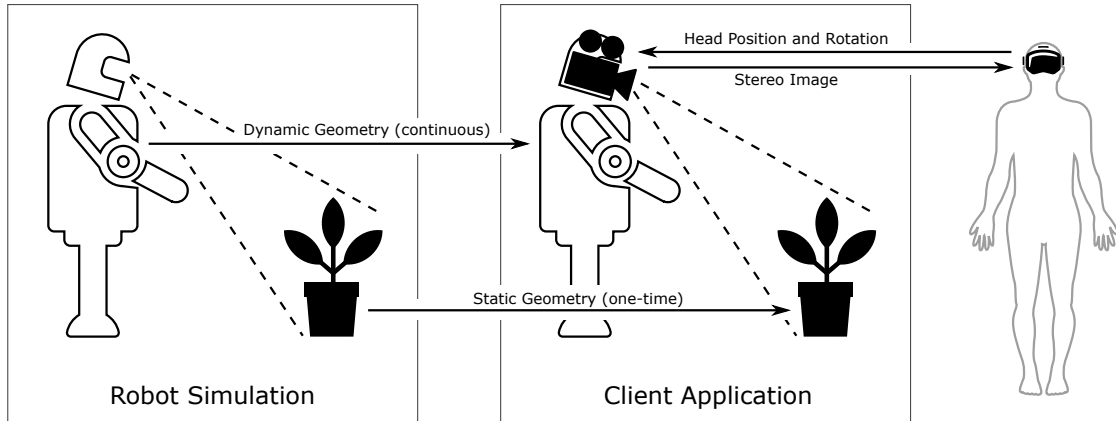 Head Position and Rotation
Stereo Image
Dynamic Geometry (continuous)
Static Geometry (one-time)
Robot Simulation
Client Application